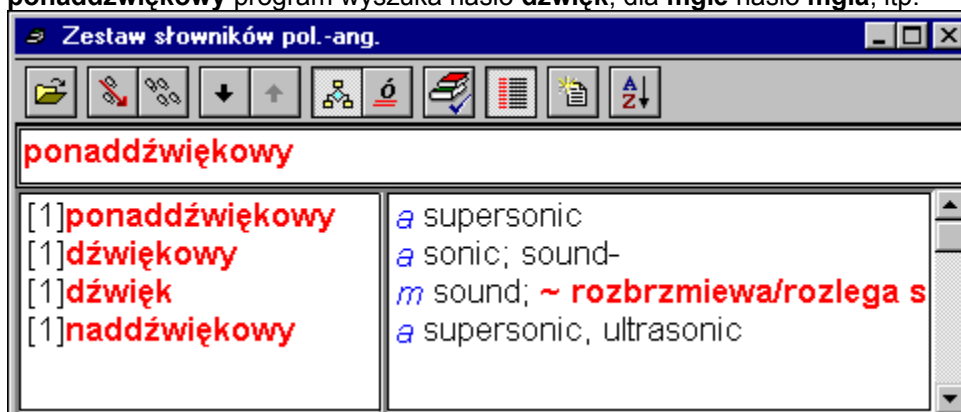 ponaddźwiękowy program wyszuka hasło dźwięk, dla mgle hasło mgła, itp.
Zestaw słowników pol.-ang.
ó A Z
ponaddźwiękowy
[1]ponaddźwiękowy a supersonic
[1]dźwiękowy a sonic; sound-
[1]dźwięk m sound; ~ rozbrzmiewa/rozlega s
[1]naddźwiękowy a supersonic, ultrasonic